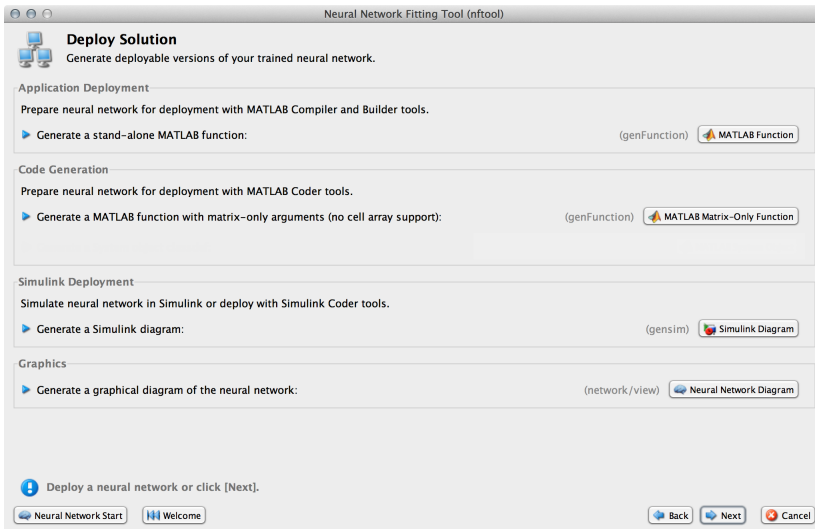 Neural Network Fitting Tool (nftool)
Deploy Solution
Generate deployable versions of your trained neural network.
Application Deployment
Prepare neural network for deployment with MATLAB Compiler and Builder tools.
Generate a stand-alone MATLAB function: (genFunction) MATLAB Function
Code Generation
Prepare neural network for deployment with MATLAB Coder tools.
Generate a MATLAB function with matrix-only arguments (no cell array support): (genFunction) MATLAB Matrix-Only Function
Simulink Deployment
Simulate neural network in Simulink or deploy with Simulink Coder tools.
Generate a Simulink diagram: (gensim) Simulink Diagram
Graphics
Generate a graphical diagram of the neural network: (network/view) Neural Network Diagram
Deploy a neural network or click [Next].
Neural Network Start Welcome Back Next Cancel